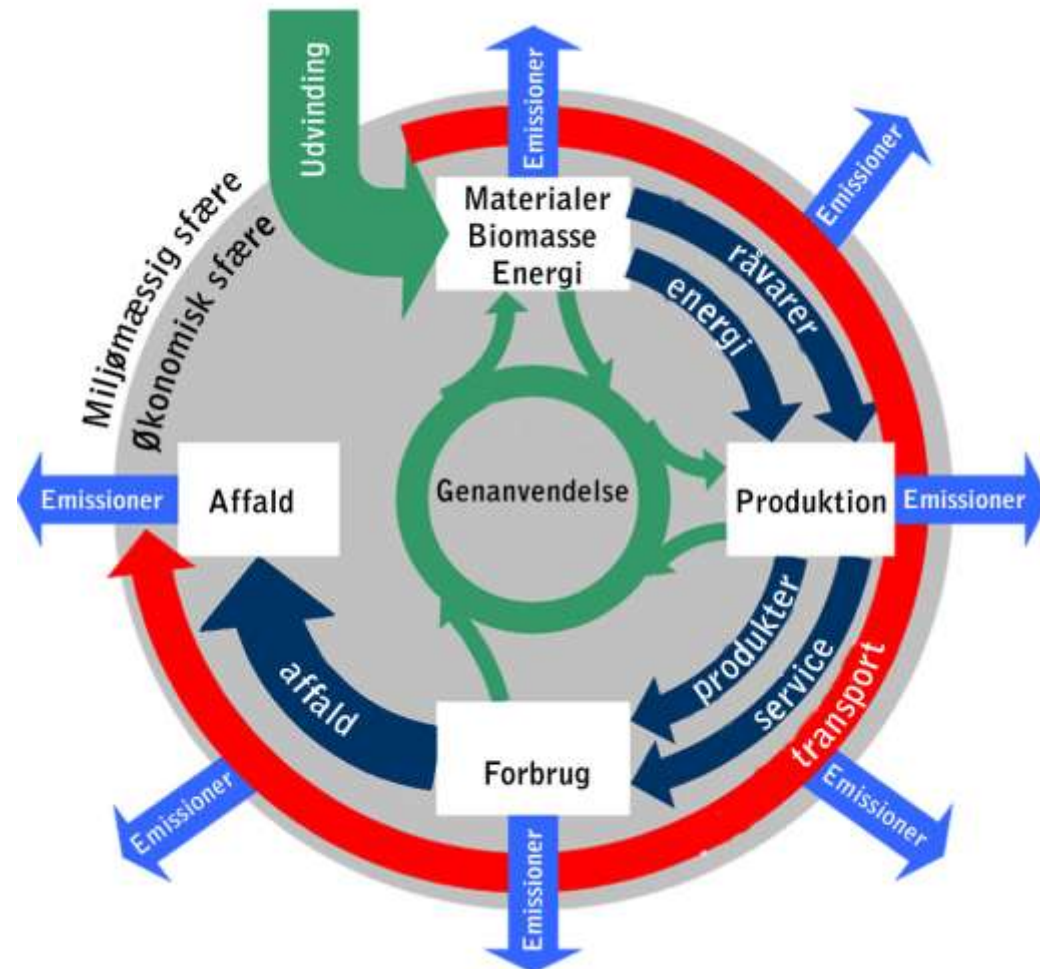 Udvinding
Emissioner
Emissioner
Materialer
Biomasse
Energi
råvarer
energi
Miljømæssig sfære
Økonomisk sfære
Emissioner
Affald
Genanvendelse
Produktion
Emissioner
produkter
service
transport
affald
Forbrug
Emissioner
Emissioner
Emissioner